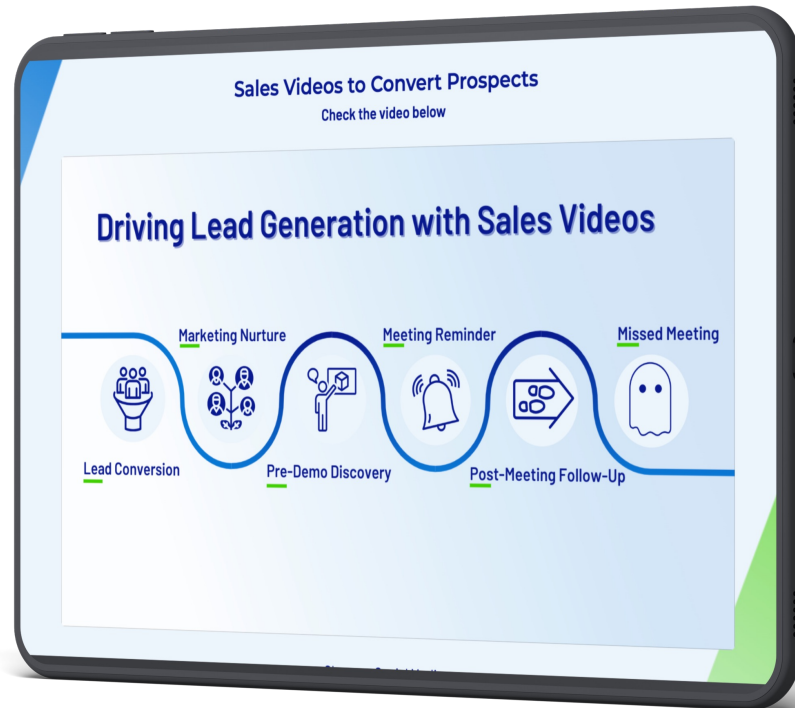 Sales Videos to Convert Prospects
Check the video below
Driving Lead Generation with Sales Videos
Marketing Nurture
Meeting Reminder
Missed Meeting
Lead Conversion
Pre-Demo Discovery
Post-Meeting Follow-Up